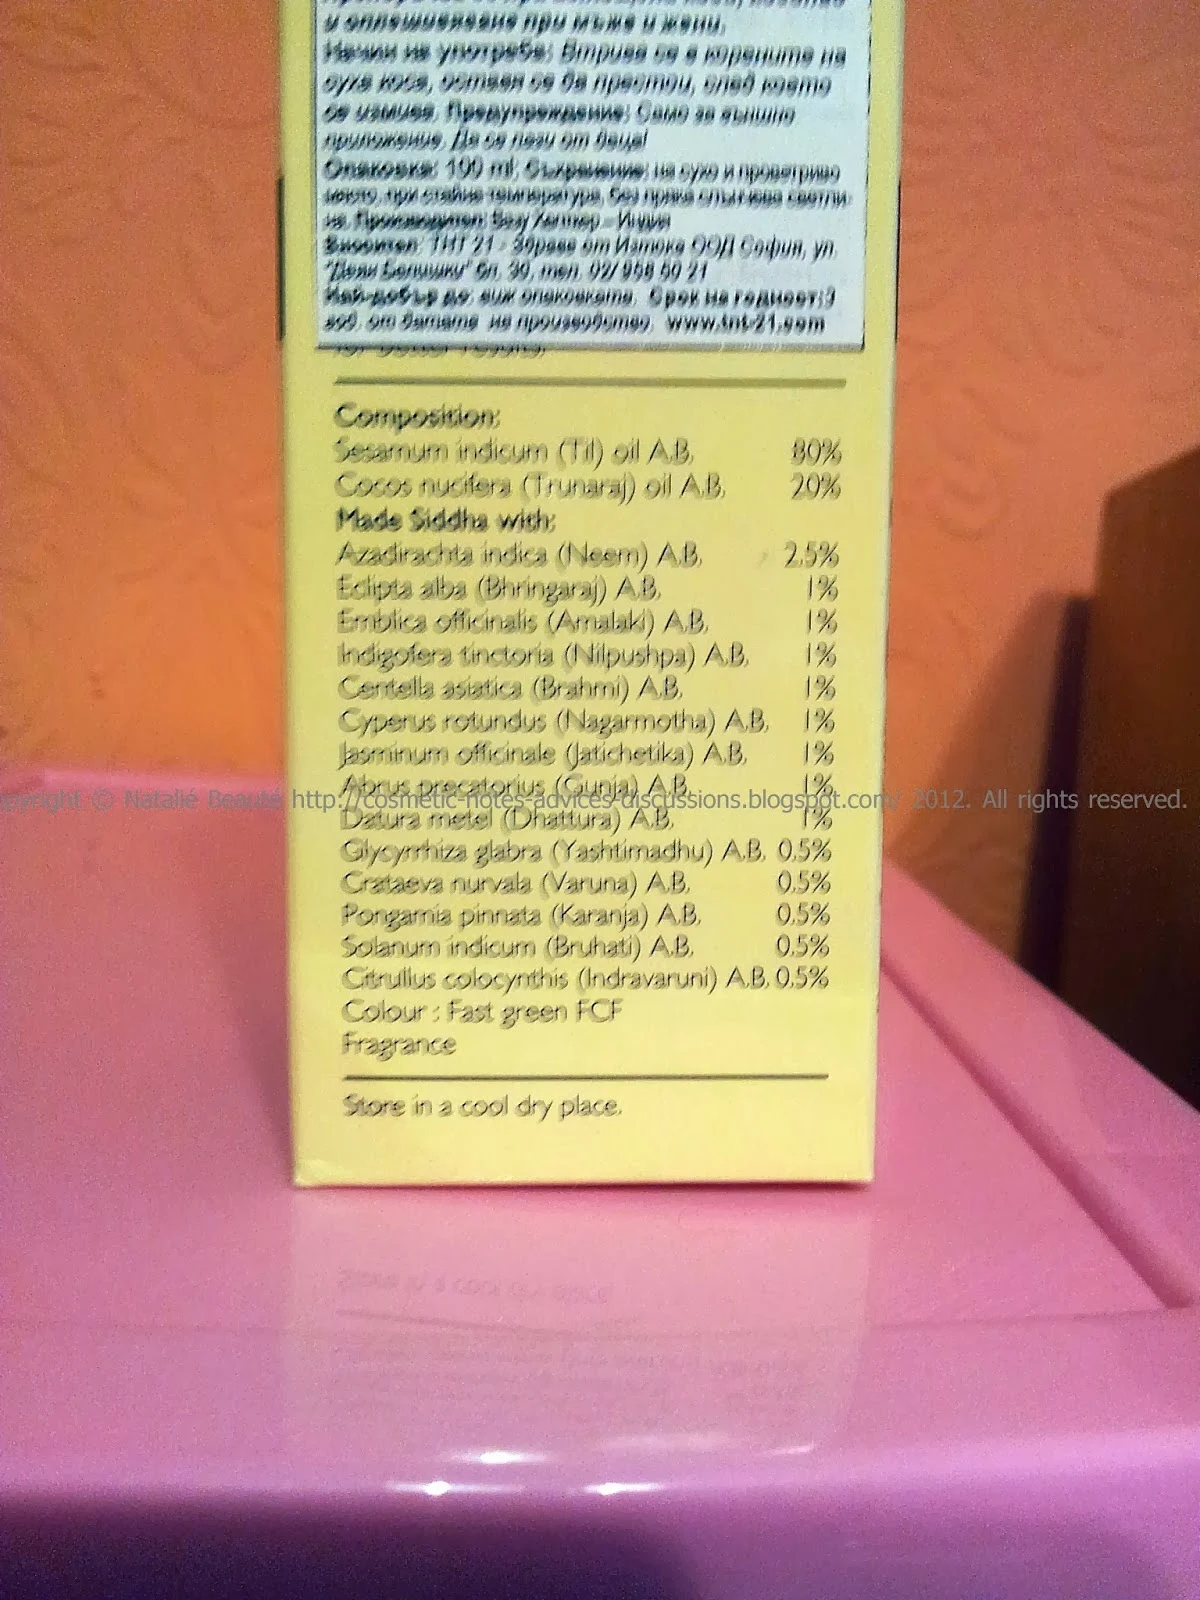 и оплешивяване при мъже и жени.
Начин на употреба: Втрива се в корените на
суха коса, оставя се да престои, след което
се измива. Предупреждение: Само за външно
приложение. Да се пази от деца!
Опаковка: 100 ml; Съхранение: на сухо и проветриво
място, при стайна температура, без пряка слънчева светли-
на. Производител: - Индия
Вносител: ТНТ 21 - Здраве от Изтока ООД София, ул.
"Деян Белишки" бл. 30, тел. 02/ 958 50 21
Най-добър до: виж опаковката. Срок на годност:3
год. от датата на производство. www.tnt-21.com
for better results.
Composition:
Sesamum indicum (Til) oil A.B. 80%
Cocos nucifera (Trunaraj) oil A.B. 20%
Made Siddha with:
Azadirachta indica (Neem) A.B. 2.5%
Eclipta alba (Bhringaraj) A.B. 1%
Emblica officinalis (Amalaki) A.B. 1%
Indigofera tinctoria (Nilpushpa) A.B. 1%
Centella asiatica (Brahmi) A.B. 1%
Cyperus rotundus (Nagarmotha) A.B. 1%
Jasminum officinale (Jatichetika) A.B. 1%
Abrus precatorius (Gunja) A.B. 1%
opyright © Natalié Beauté http://cosmetic-notes-advices-discussions.blogspot.com/ 2012. All rights reserved.
Datura metel (Dhattura) A.B. 1%
Glycyrrhiza glabra (Yashtimadhu) A.B. 0.5%
Crataeva nurvala (Varuna) A.B. 0.5%
Pongamia pinnata (Karanja) A.B. 0.5%
Solanum indicum (Bruhati) A.B. 0.5%
Citrullus colocynthis (Indravaruni) A.B. 0.5%
Colour : Fast green FCF
Fragrance
Store in a cool dry place.